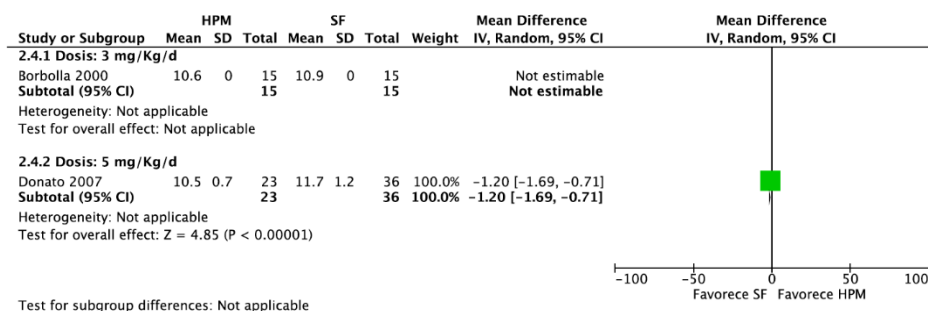 HPM SF Mean Difference Mean Difference
Study or Subgroup Mean SD Total Mean SD Total Weight IV, Random, 95% CI IV, Random, 95% CI
2.4.1 Dosis: 3 mg/Kg/d
Borbolla 2000 10.6 0 15 10.9 0 15 Not estimable
Subtotal (95% CI) 15 15 Not estimable
Heterogeneity: Not applicable
Test for overall effect: Not applicable
2.4.2 Dosis: 5 mg/Kg/d
Donato 2007 10.5 0.7 23 11.7 1.2 36 100.0% -1.20 [-1.69, -0.71]
Subtotal (95% CI) 23 36 100.0% -1.20 [-1.69, -0.71]
Heterogeneity: Not applicable
Test for overall effect: Z = 4.85 (P < 0.00001)
-100 -50 0 50 100
Favorece SF Favorece HPM
Test for subgroup differences: Not applicable